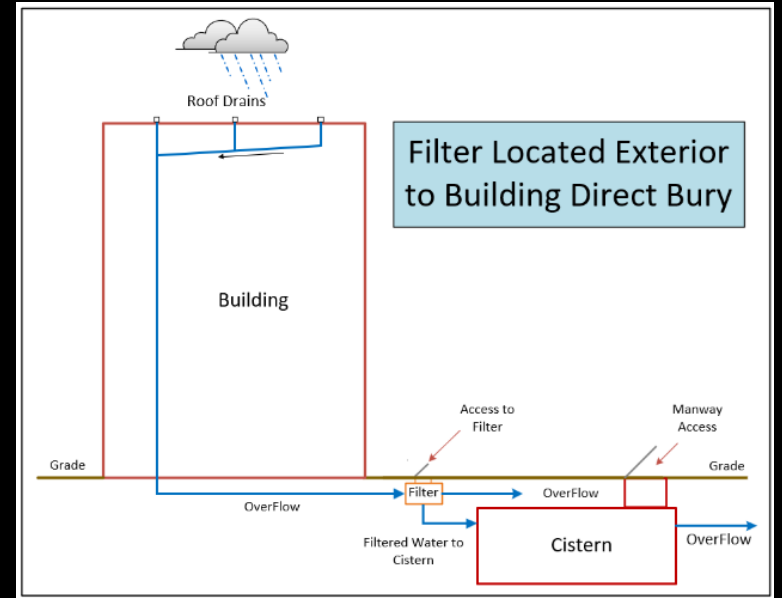 Roof Drains
Filter Located Exterior
to Building Direct Bury
Building
Access to
Filter
Manway
Access
Grade
Grade
OverFlow
Filter
OverFlow
Filtered Water to
Cistern
Cistern
OverFlow